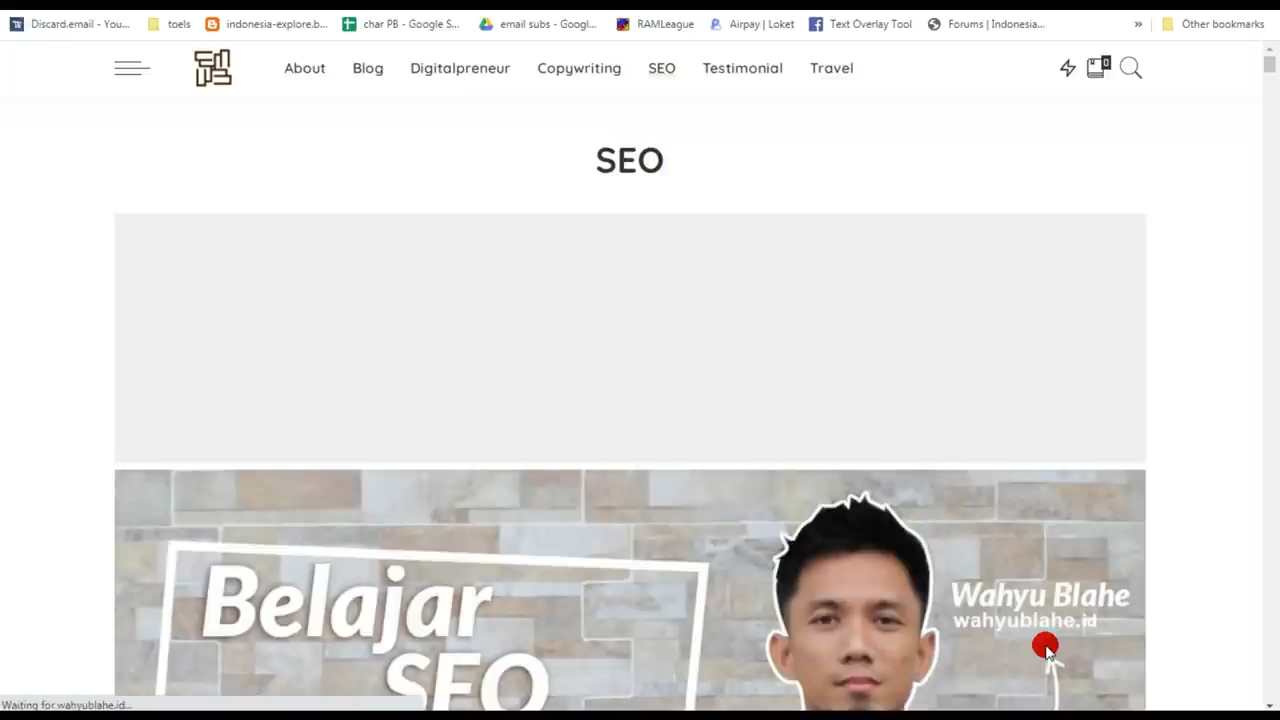 Discard.email - You... toels indonesia-explore.b... char PB - Google S... email subs - Googl... RAMLeague Airpay | Loket Text Overlay Tool Forums | Indonesia... » Other bookmarks
About Blog Digitalpreneur Copywriting SEO Testimonial Travel 0
SEO
Belajar
SEO
Wahyu Blahe
wahyublahe.id
Waiting for wahyublahe.id...